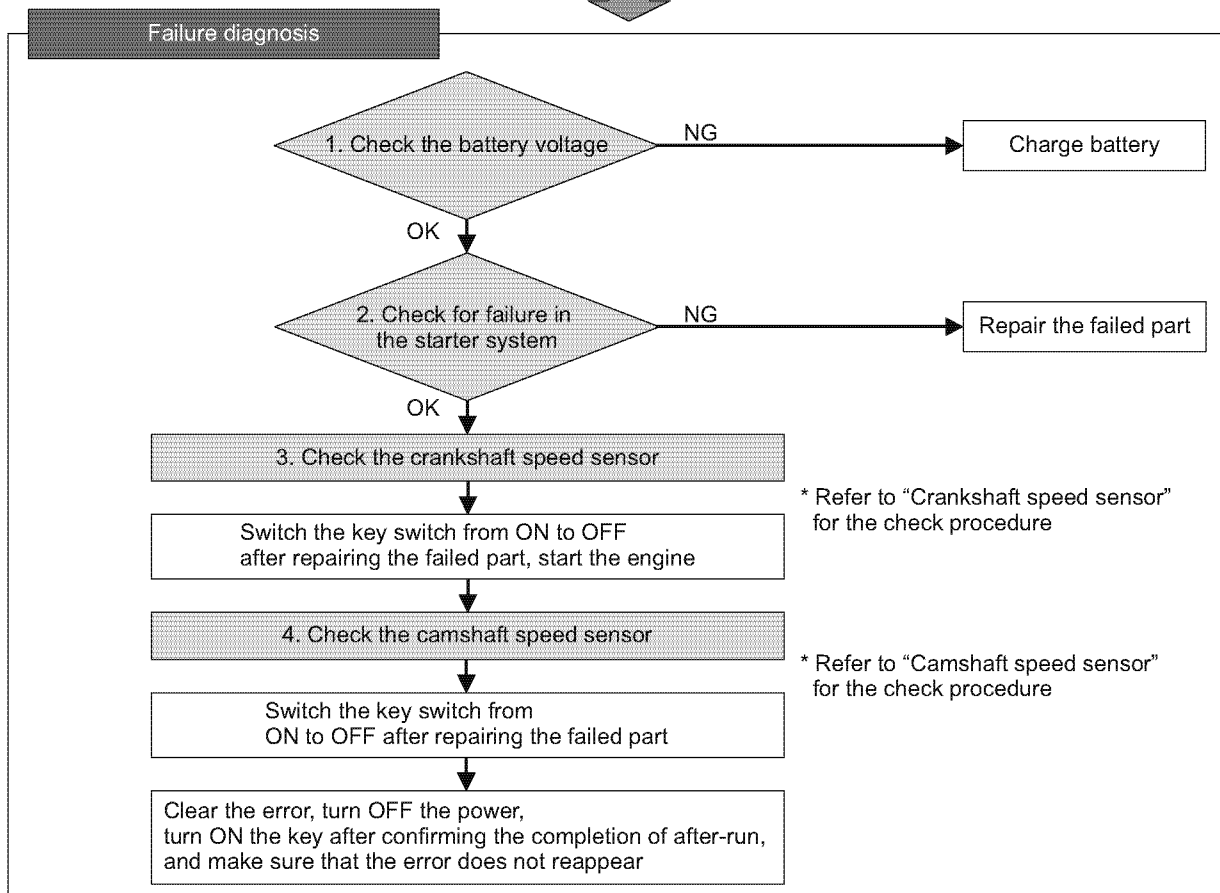 Failure diagnosis
1. Check the battery voltage
NG
Charge battery
OK
2. Check for failure in
the starter system
NG
Repair the failed part
OK
3. Check the crankshaft speed sensor
* Refer to “Crankshaft speed sensor”
for the check procedure
Switch the key switch from ON to OFF
after repairing the failed part, start the engine
4. Check the camshaft speed sensor
* Refer to “Camshaft speed sensor”
for the check procedure
Switch the key switch from
ON to OFF after repairing the failed part
Clear the error, turn OFF the power,
turn ON the key after confirming the completion of after-run,
and make sure that the error does not reappear